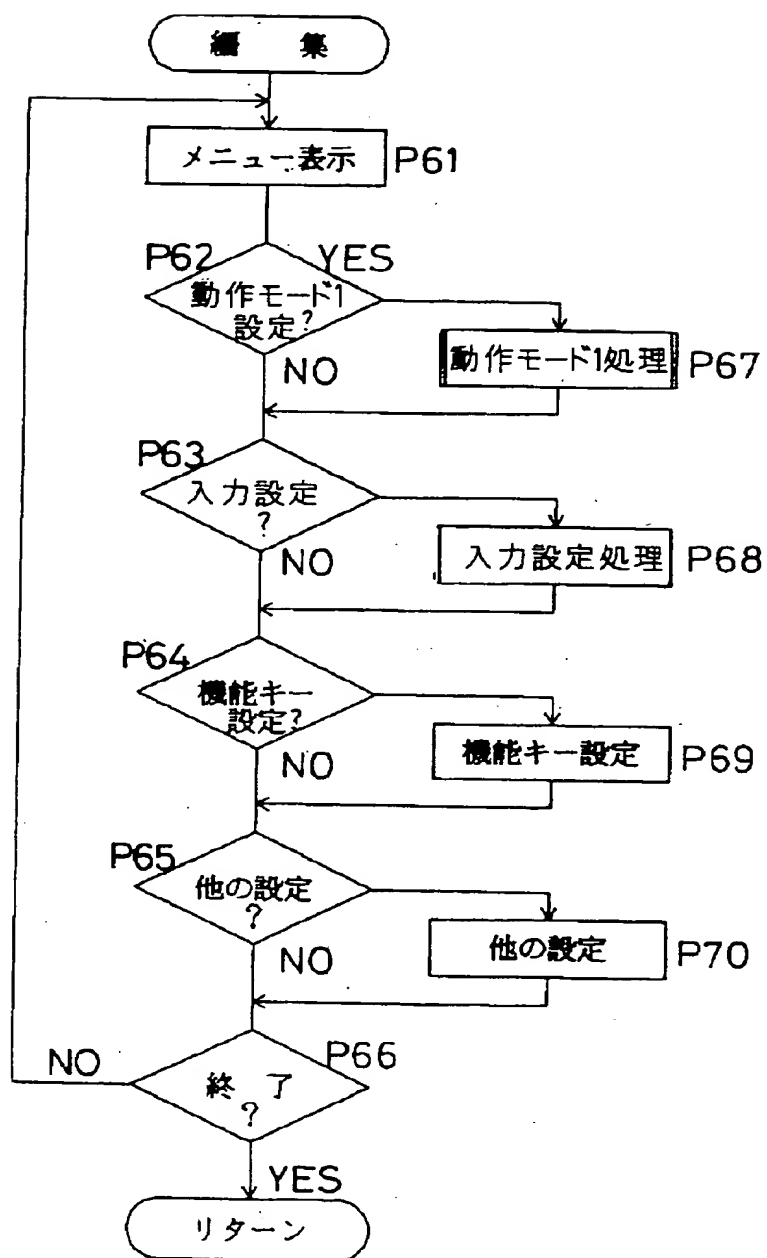 編 集
メニュー表示 P61
P62 YES
動作モード1
設定?
NO
動作モード1処理 P67
P63
入力設定
?
NO
入力設定処理 P68
P64
機能キー
設定?
NO
機能キー設定 P69
P65
他の設定
?
NO
他の設定 P70
NO P66
終 了
?
YES
リターン